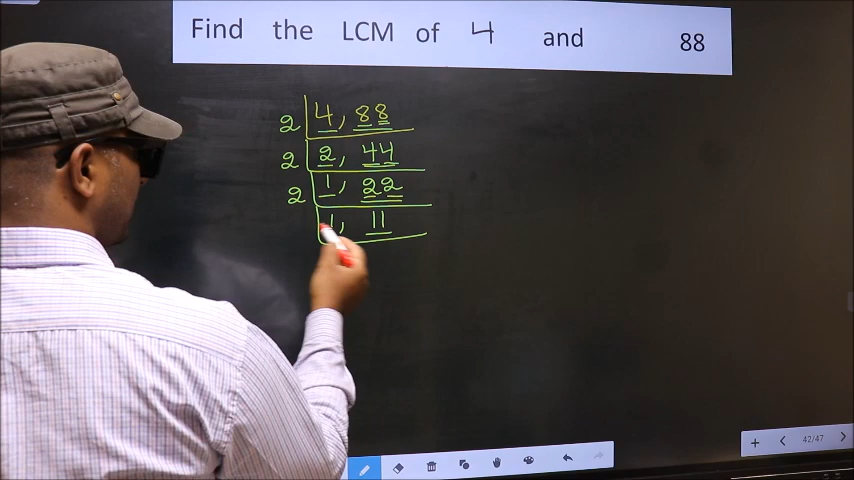 Find the LCM of 4 and 88
2 4, 88
2 2, 44
2 1, 22
1, 11
42/47